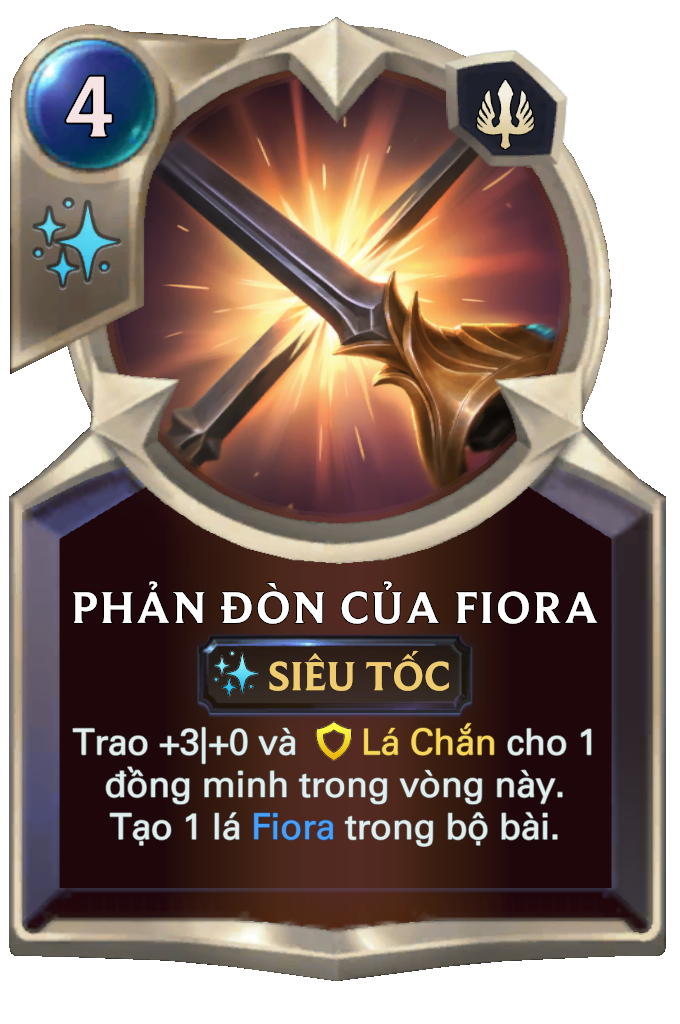 4
PHẢN ĐÒN CỦA FIORA
SIÊU TỐC
Trao +3|+0 và Lá Chắn cho 1
đồng minh trong vòng này.
Tạo 1 lá Fiora trong bộ bài.